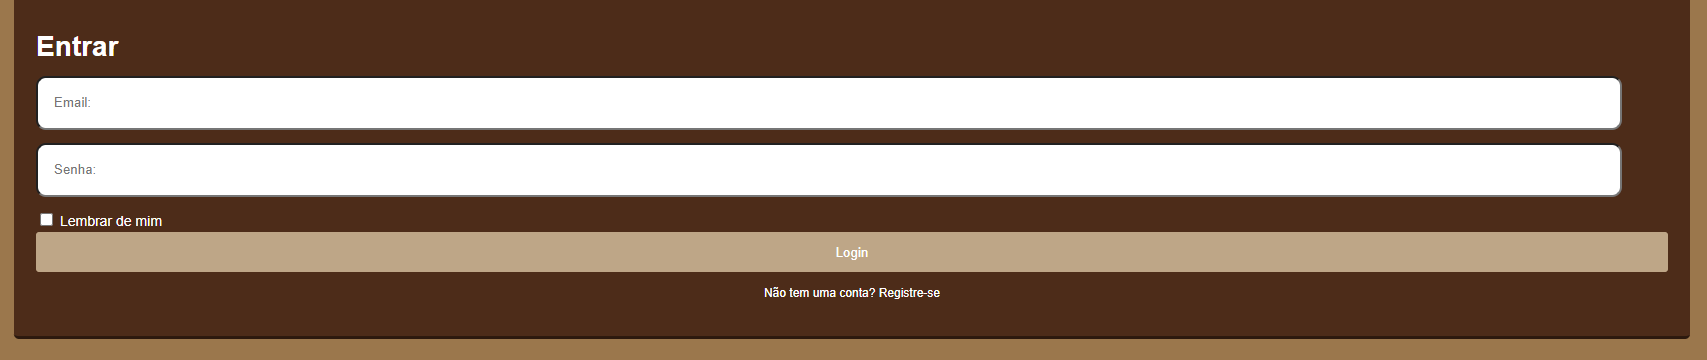 Entrar
Email:
Senha:
Lembrar de mim
Login
Não tem uma conta? Registre-se